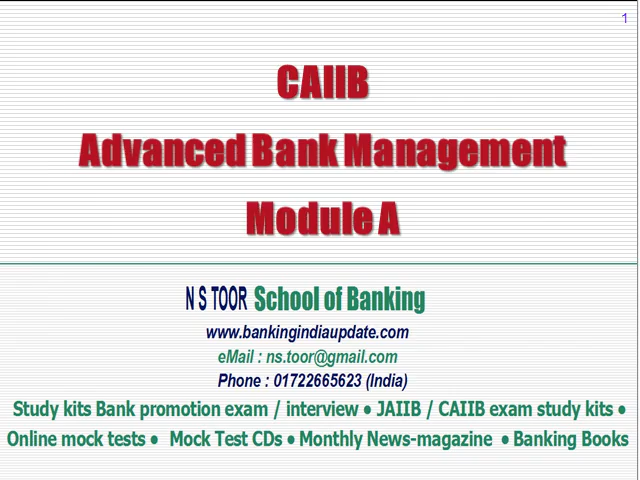 1
CAIIB
Advanced Bank Management
Module A
N S TOOR School of Banking
www.bankingindiaupdate.com
eMail : ns.toor@gmail.com
Phone : 01722665623 (India)
Study kits Bank promotion exam / interview • JAIIB / CAIIB exam study kits •
Online mock tests • Mock Test CDs • Monthly News-magazine • Banking Books